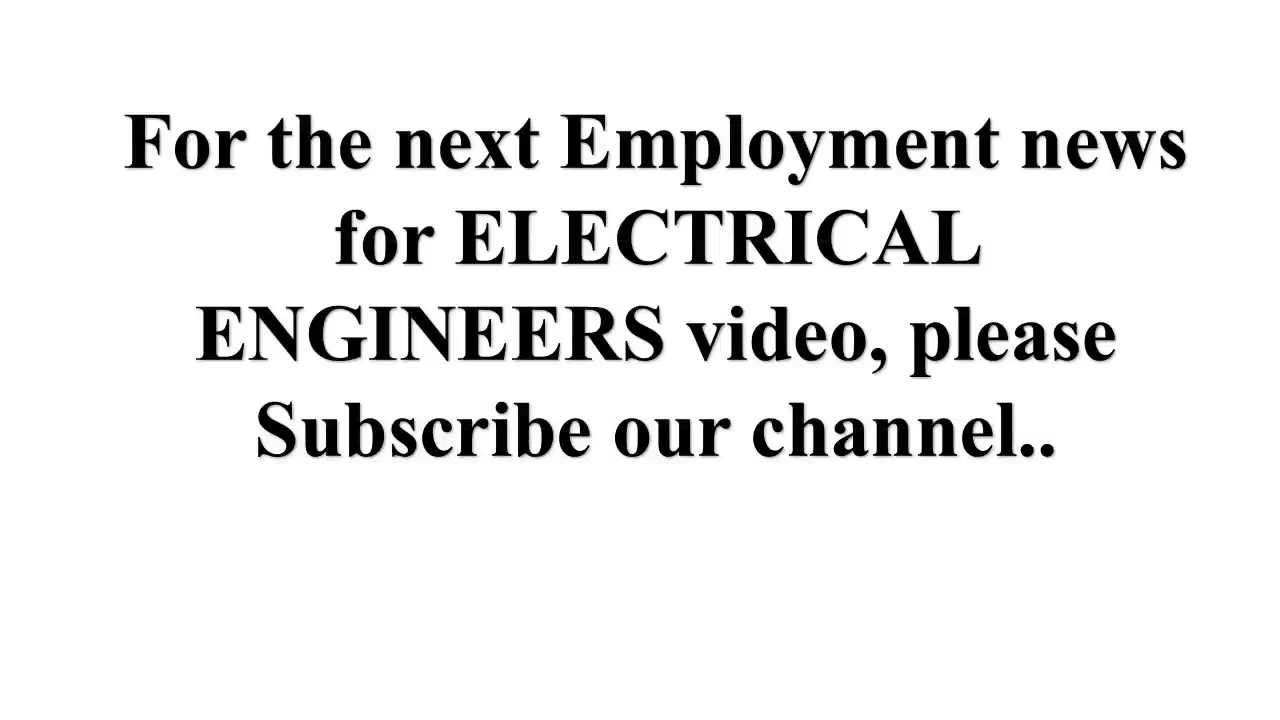 For the next Employment news
for ELECTRICAL
ENGINEERS video, please
Subscribe our channel..